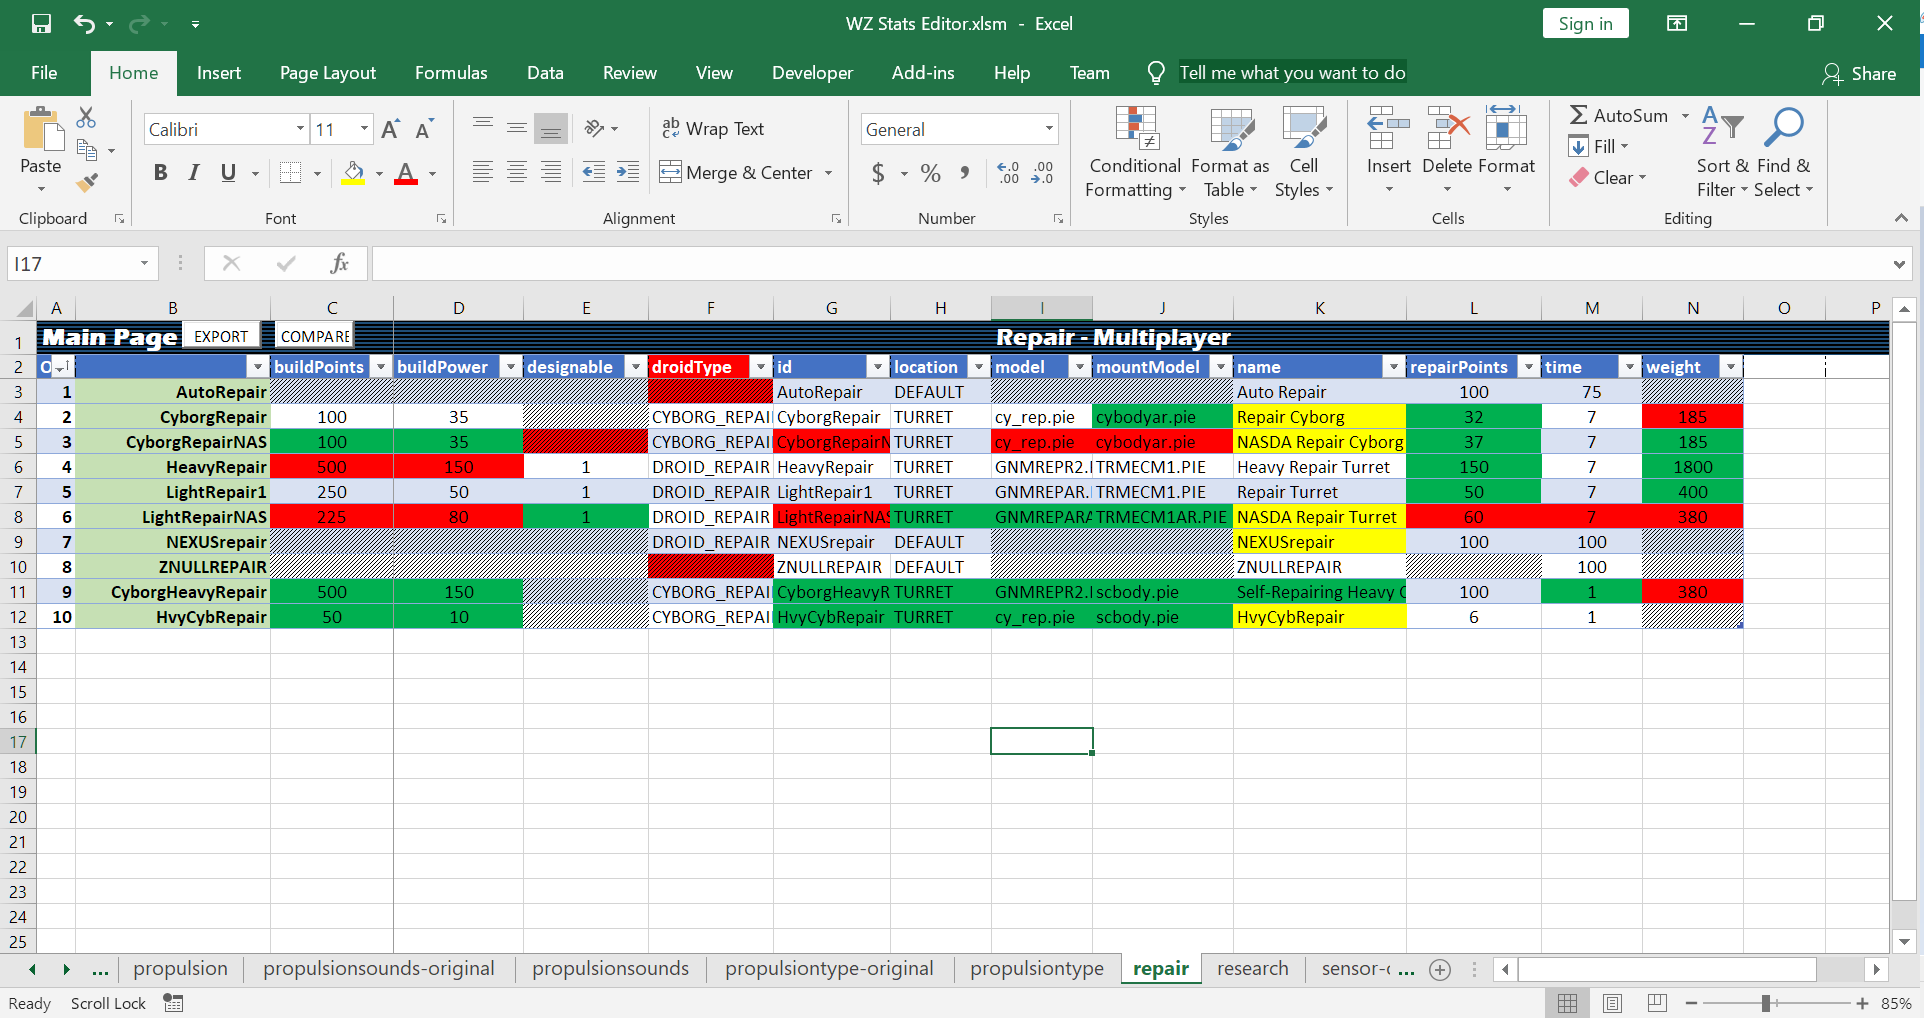 WZ Stats Editor.xlsm - Excel
Sign in
File Home Insert Page Layout Formulas Data Review View Developer Add-ins Help Team Tell me what you want to do Share
Paste
Clipboard
Calibri 11
B I U
Font
ab Wrap Text
Merge & Center
Alignment
General
$ % ,
Number
Conditional Formatting
Format as Table
Cell Styles
Styles
Insert Delete Format
Cells
AutoSum
Fill
Clear
Sort & Filter
Find & Select
Editing
I17
fx
A B C D E F G H I J K L M N O P
1 Main Page EXPORT COMPARE Repair - Multiplayer
2 O buildPoints buildPower designable droidType id location model mountModel name repairPoints time weight
3 1 AutoRepair AutoRepair DEFAULT Auto Repair 100 75
4 2 CyborgRepair 100 35 CYBORG_REPAI CyborgRepair TURRET cy_rep.pie cybodyar.pie Repair Cyborg 32 7 185
5 3 CyborgRepairNAS 100 35 CYBORG_REPAI CyborgRepairN TURRET cy_rep.pie cybodyar.pie NASDA Repair Cyborg 37 7 185
6 4 HeavyRepair 500 150 1 DROID_REPAIR HeavyRepair TURRET GNMREPR2. TRMECM1.PIE Heavy Repair Turret 150 7 1800
7 5 LightRepair1 250 50 1 DROID_REPAIR LightRepair1 TURRET GNMREPAR. TRMECM1.PIE Repair Turret 50 7 400
8 6 LightRepairNAS 225 80 1 DROID_REPAIR LightRepairNAS TURRET GNMREPARA TRMECM1AR.PIE NASDA Repair Turret 60 7 380
9 7 NEXUSrepair DROID_REPAIR NEXUSrepair DEFAULT NEXUSrepair 100 100
10 8 ZNULLREPAIR ZNULLREPAIR DEFAULT ZNULLREPAIR 100
11 9 CyborgHeavyRepair 500 150 CYBORG_REPAI CyborgHeavyR TURRET GNMREPR2. scbody.pie Self-Repairing Heavy C 100 1 380
12 10 HvyCybRepair 50 10 CYBORG_REPAI HvyCybRepair TURRET cy_rep.pie scbody.pie HvyCybRepair 6 1
13
14
15
16
17
18
19
20
21
22
23
24
25
... propulsion propulsionsounds-original propulsionsounds propulsiontype-original propulsiontype repair research sensor-o ...
Ready Scroll Lock 85%